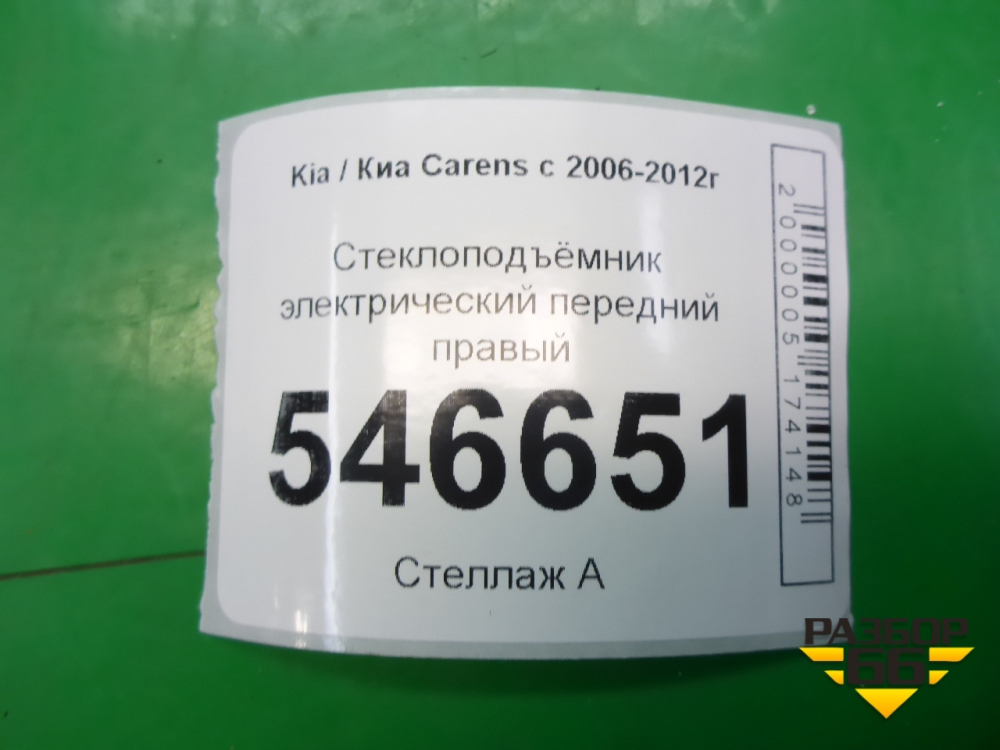 Kia / Киа Carens с 2006-2012г
Стеклоподъёмник
электрический передний
правый
546651
Стеллаж А
2000005174148
РАЗБОР
66